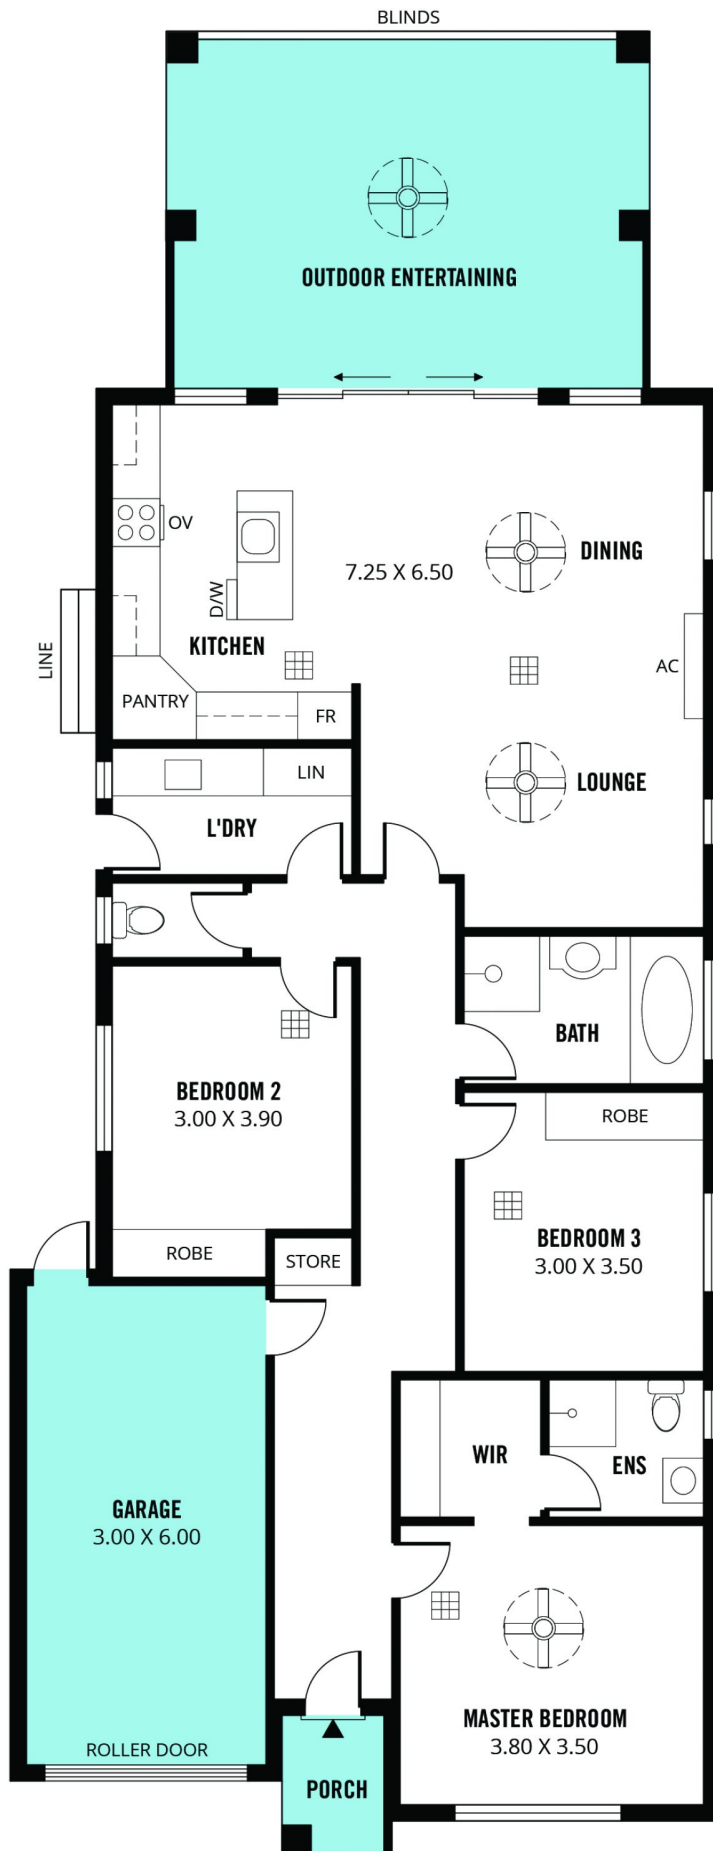 BLINDS
OUTDOOR ENTERTAINING
OV
DINING
7.25 X 6.50
D/W
KITCHEN
LINE
AC
PANTRY
FR
LIN
LOUNGE
L'DRY
BATH
BEDROOM 2
3.00 X 3.90
ROBE
ROBE
STORE
BEDROOM 3
3.00 X 3.50
WIR
ENS
GARAGE
3.00 X 6.00
MASTER BEDROOM
3.80 X 3.50
ROLLER DOOR
PORCH